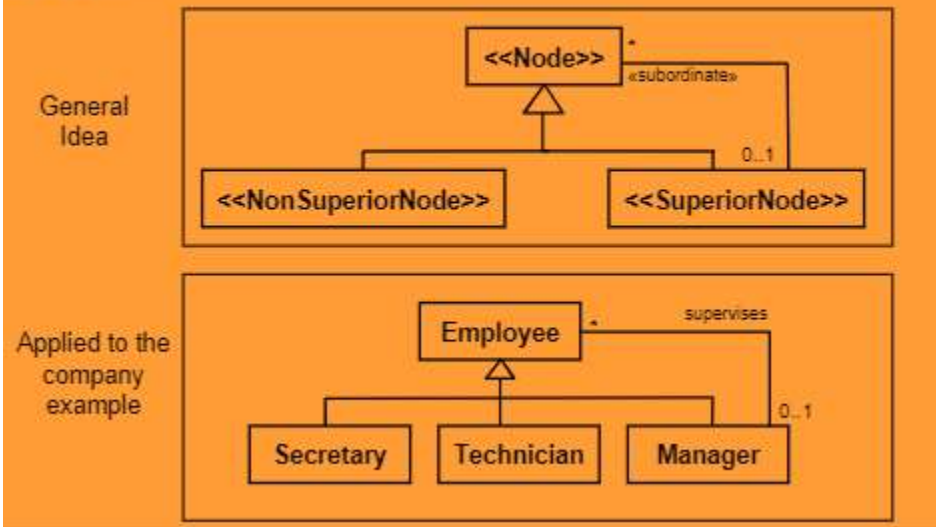 General
Idea
<<Node>>
*
«subordinate»
0..1
<<NonSuperiorNode>>
<<SuperiorNode>>
Applied to the
company
example
Employee
*
supervises
0..1
Secretary
Technician
Manager